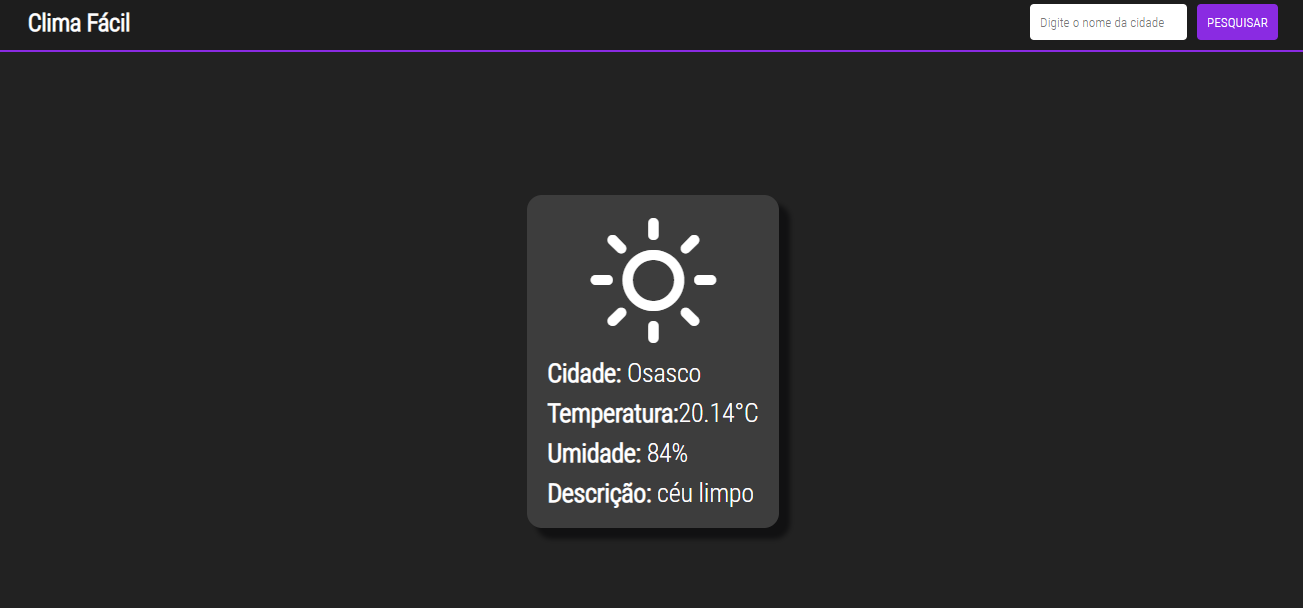 Clima Fácil
Digite o nome da cidade
PESQUISAR
Cidade: Osasco
Temperatura:20.14°C
Umidade: 84%
Descrição: céu limpo